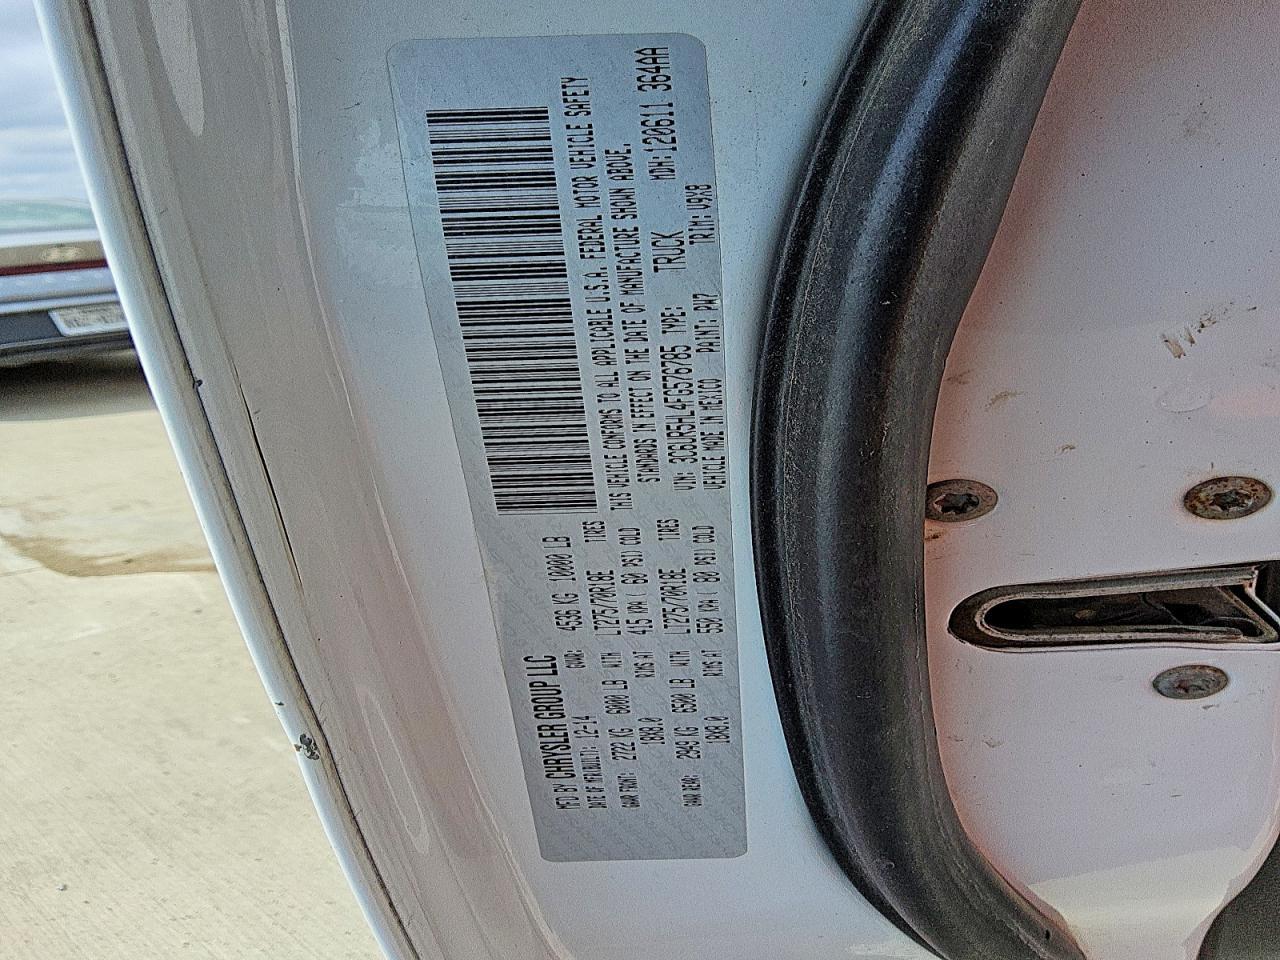 MFD BY CHRYSLER GROUP LLC
DATE OF MFR(BUILT): 12-14 GVWR: 4536 KG 10000 LB
GAWR FRONT: 2722 KG 6000 LB WITH LT275/70R18E TIRES
18X8.0 RIMS AT 415 KPA ( 60 PSI) COLD
GAWR REAR: 2949 KG 6500 LB WITH LT275/70R18E TIRES
18X8.0 RIMS AT 550 KPA ( 80 PSI) COLD
THIS VEHICLE CONFORMS TO ALL APPLICABLE U.S.A. FEDERAL MOTOR VEHICLE SAFETY
STANDARDS IN EFFECT ON THE DATE OF MANUFACTURE SHOWN ABOVE.
VIN: 3C6UR5HL4FG576785 TYPE: TRUCK MDH:120611 364AA
VEHICLE MADE IN MEXICO PAINT: PW7 TRIM: V9X8